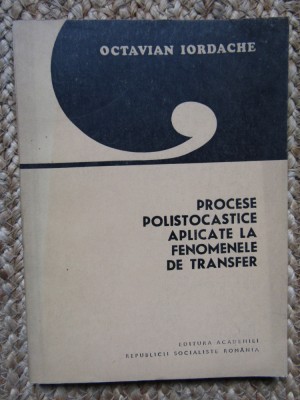 OCTAVIAN IORDACHE
PROCESE
POLISTOCASTICE
APLICATE LA
FENOMENELE
DE TRANSFER
EDITURA ACADEMIEI
REPUBLICII SOCIALISTE ROMÂNIA